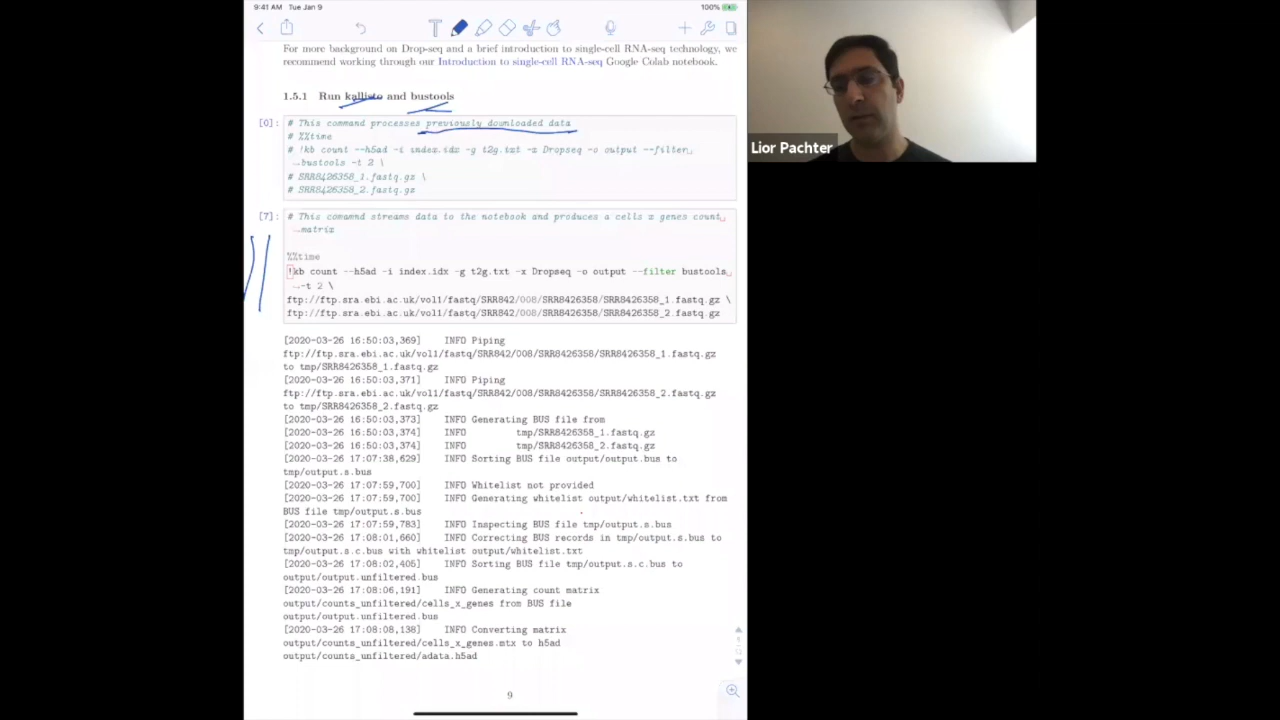 9:41 AM Tue Jan 9
100%
For more background on Drop-seq and a brief introduction to single-cell RNA-seq technology, we
recommend working through our Introduction to single-cell RNA-seq Google Colab notebook.
1.5.1 Run kallisto and bustools
[0]: # This command processes previously downloaded data
# %%time
# !kb count --h5ad -i index.idx -g t2g.txt -x Dropseq -o output --filter
bustools -t 2 \
# SRR8426358_1.fastq.gz \
# SRR8426358_2.fastq.gz
[7]: # This comamnd streams data to the notebook and produces a cells x genes count
matrix
%%time
!kb count --h5ad -i index.idx -g t2g.txt -x Dropseq -o output --filter bustools
-t 2 \
ftp://ftp.sra.ebi.ac.uk/vol1/fastq/SRR842/008/SRR8426358/SRR8426358_1.fastq.gz \
ftp://ftp.sra.ebi.ac.uk/vol1/fastq/SRR842/008/SRR8426358/SRR8426358_2.fastq.gz
[2020-03-26 16:50:03,369] INFO Piping
ftp://ftp.sra.ebi.ac.uk/vol1/fastq/SRR842/008/SRR8426358/SRR8426358_1.fastq.gz
to tmp/SRR8426358_1.fastq.gz
[2020-03-26 16:50:03,371] INFO Piping
ftp://ftp.sra.ebi.ac.uk/vol1/fastq/SRR842/008/SRR8426358/SRR8426358_2.fastq.gz
to tmp/SRR8426358_2.fastq.gz
[2020-03-26 16:50:03,373] INFO Generating BUS file from
[2020-03-26 16:50:03,374] INFO tmp/SRR8426358_1.fastq.gz
[2020-03-26 16:50:03,374] INFO tmp/SRR8426358_2.fastq.gz
[2020-03-26 17:07:38,629] INFO Sorting BUS file output/output.bus to
tmp/output.s.bus
[2020-03-26 17:07:59,700] INFO Whitelist not provided
[2020-03-26 17:07:59,700] INFO Generating whitelist output/whitelist.txt from
BUS file tmp/output.s.bus
[2020-03-26 17:07:59,783] INFO Inspecting BUS file tmp/output.s.bus
[2020-03-26 17:08:01,660] INFO Correcting BUS records in tmp/output.s.bus to
tmp/output.s.c.bus with whitelist output/whitelist.txt
[2020-03-26 17:08:02,405] INFO Sorting BUS file tmp/output.s.c.bus to
output/output.unfiltered.bus
[2020-03-26 17:08:06,191] INFO Generating count matrix
output/counts_unfiltered/cells_x_genes from BUS file
output/output.unfiltered.bus
[2020-03-26 17:08:08,138] INFO Converting matrix
output/counts_unfiltered/cells_x_genes.mtx to h5ad
output/counts_unfiltered/adata.h5ad
9
Lior Pachter